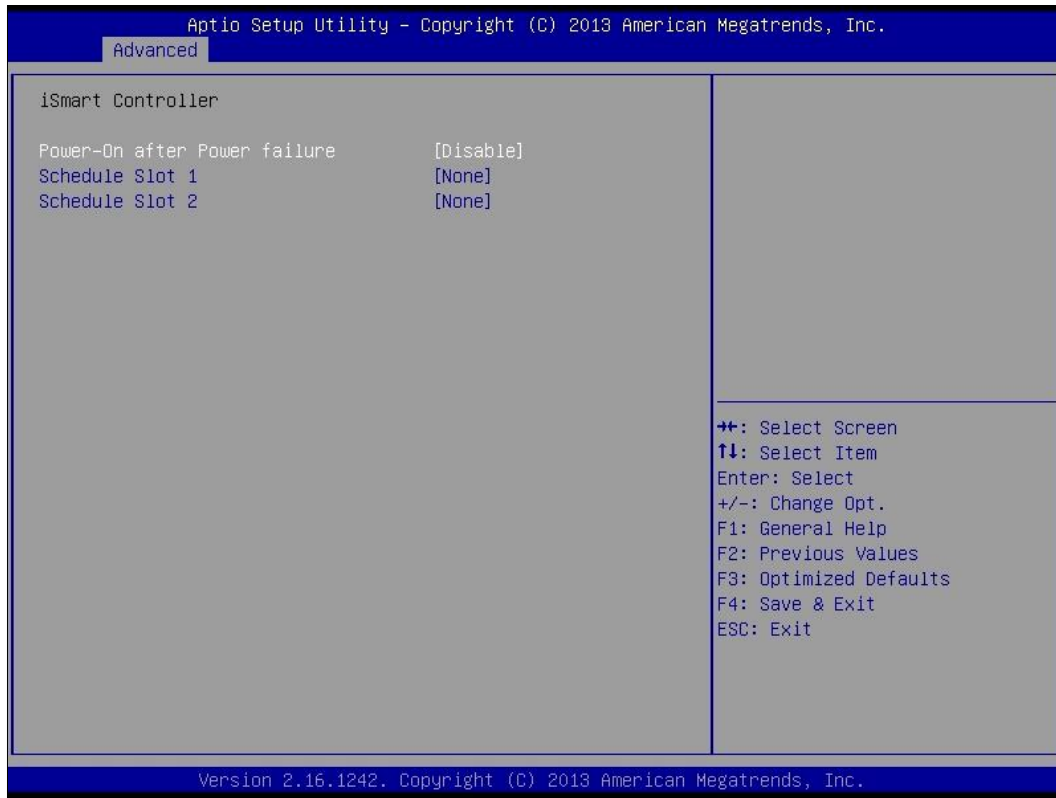 Aptio Setup Utility – Copyright (C) 2013 American Megatrends, Inc.
Advanced
iSmart Controller
Power-On after Power failure [Disable]
Schedule Slot 1 [None]
Schedule Slot 2 [None]
→←: Select Screen
↑↓: Select Item
Enter: Select
+/-: Change Opt.
F1: General Help
F2: Previous Values
F3: Optimized Defaults
F4: Save & Exit
ESC: Exit
Version 2.16.1242. Copyright (C) 2013 American Megatrends, Inc.